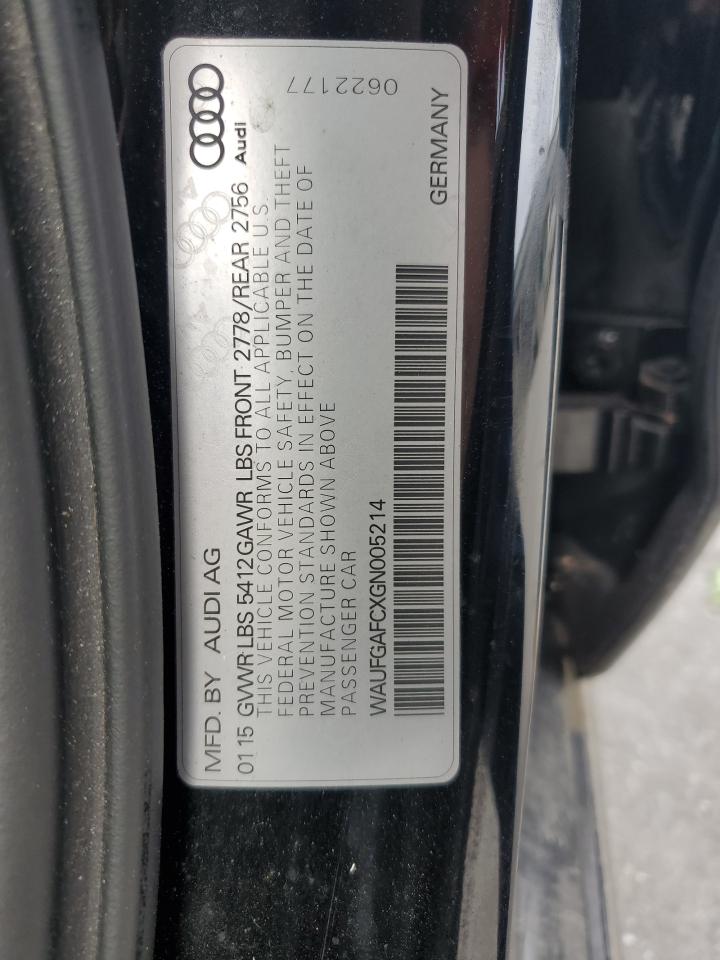 MFD. BY AUDI AG
0115 GVWR LBS 5412 GAWR LBS FRONT 2778/REAR 2756
Audi
THIS VEHICLE CONFORMS TO ALL APPLICABLE U.S.
FEDERAL MOTOR VEHICLE SAFETY, BUMPER AND THEFT
PREVENTION STANDARDS IN EFFECT ON THE DATE OF
MANUFACTURE SHOWN ABOVE
PASSENGER CAR
0622177
WAUFGAFCXGN005214
GERMANY